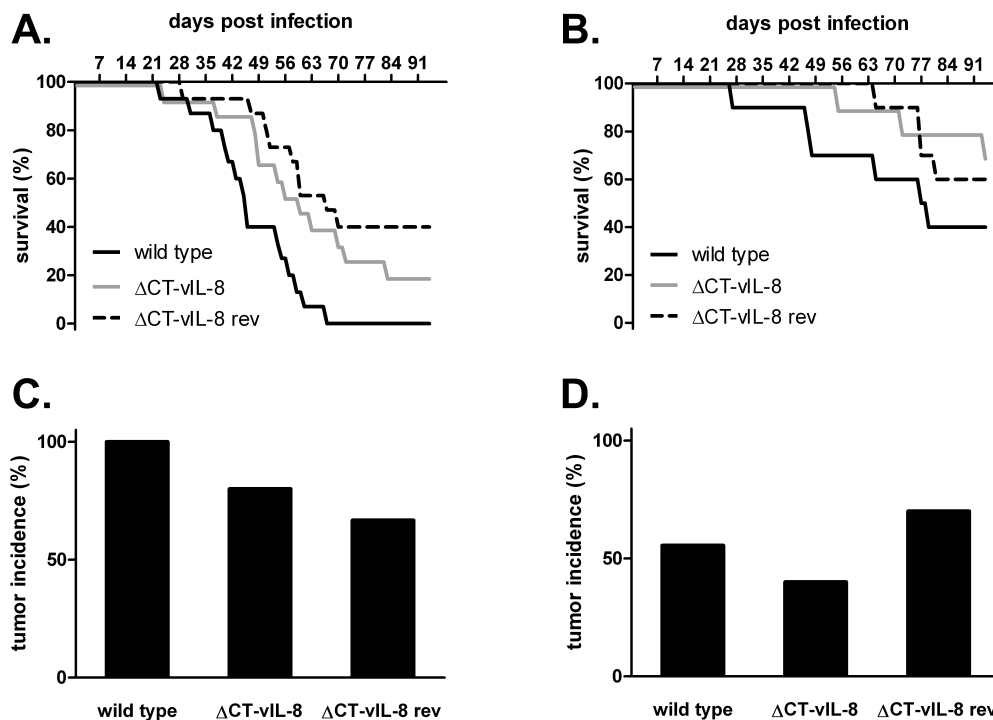 A.
days post infection
7 14 21 28 35 42 49 56 63 70 77 84 91
100
80
60
40
20
0
survival (%)
wild type
ΔCT-vIL-8
ΔCT-vIL-8 rev
B.
days post infection
7 14 21 28 35 42 49 56 63 70 77 84 91
100
80
60
40
20
0
survival (%)
wild type
ΔCT-vIL-8
ΔCT-vIL-8 rev
C.
100
50
0
tumor incidence (%)
wild type ΔCT-vIL-8 ΔCT-vIL-8 rev
D.
100
50
0
tumor incidence (%)
wild type ΔCT-vIL-8 ΔCT-vIL-8 rev